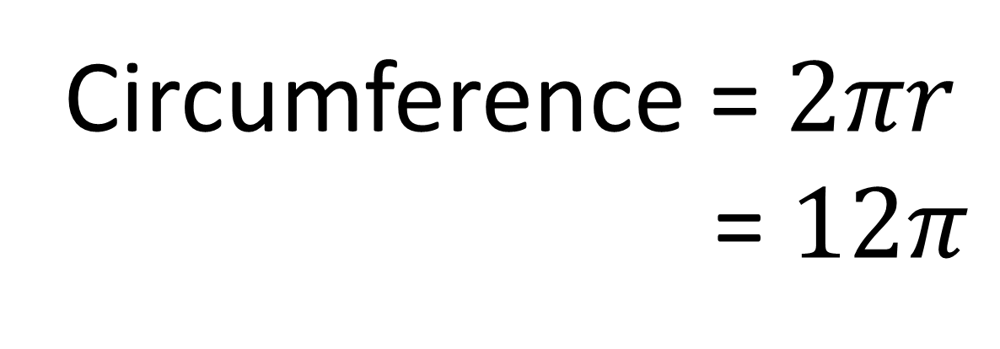 Circumference = 2πr
= 12π